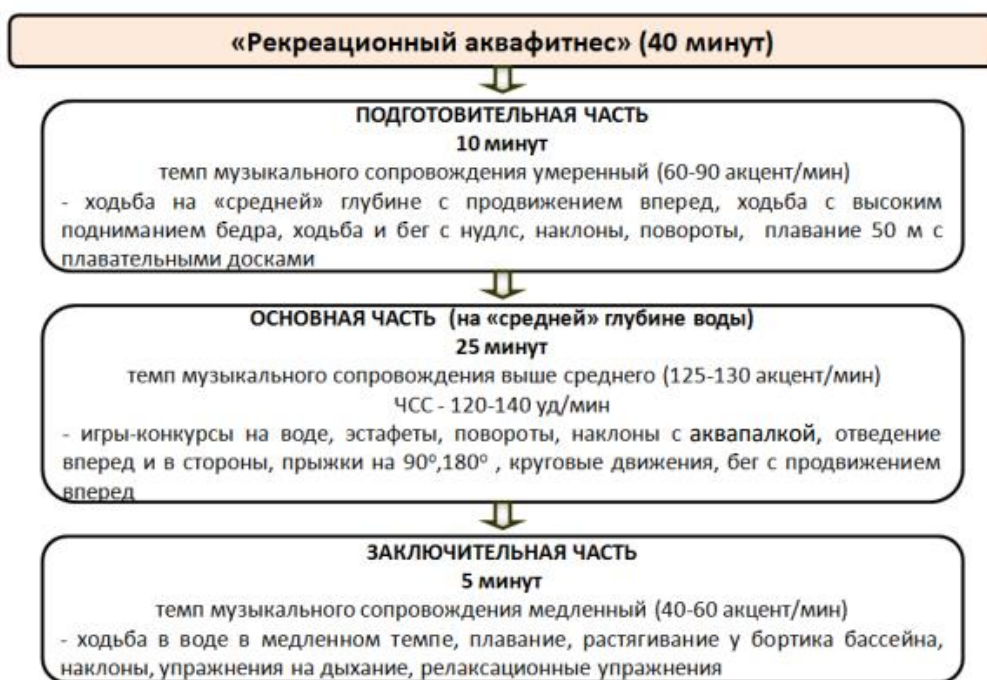 «Рекреационный аквафитнес» (40 минут)
ПОДГОТОВИТЕЛЬНАЯ ЧАСТЬ
10 минут
темп музыкального сопровождения умеренный (60-90 акцент/мин)
- ходьба на «средней» глубине с продвижением вперед, ходьба с высоким
подниманием бедра, ходьба и бег с нудлс, наклоны, повороты, плавание 50 м с
плавательными досками
ОСНОВНАЯ ЧАСТЬ (на «средней» глубине воды)
25 минут
темп музыкального сопровождения выше среднего (125-130 акцент/мин)
ЧСС - 120-140 уд/мин
- игры-конкурсы на воде, эстафеты, повороты, наклоны с аквапалкой, отведение
вперед и в стороны, прыжки на 90°,180° , круговые движения, бег с продвижением
вперед
ЗАКЛЮЧИТЕЛЬНАЯ ЧАСТЬ
5 минут
темп музыкального сопровождения медленный (40-60 акцент/мин)
- ходьба в воде в медленном темпе, плавание, растягивание у бортика бассейна,
наклоны, упражнения на дыхание, релаксационные упражнения